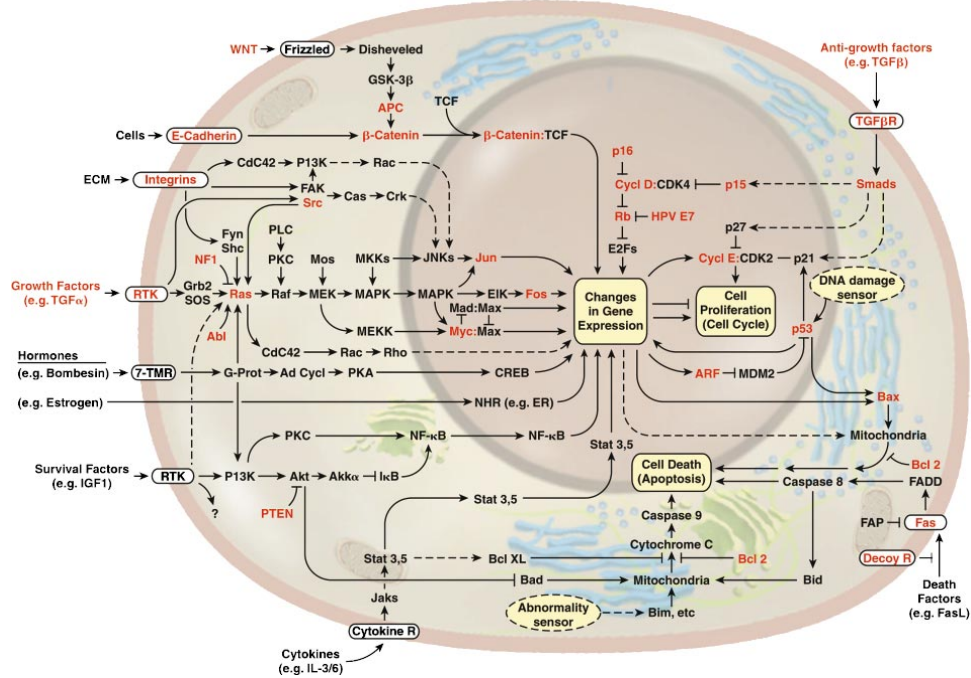 WNT
Frizzled
Disheveled
GSK-3β
APC
TCF
Cells
E-Cadherin
β-Catenin
β-Catenin:TCF
Anti-growth factors
(e.g. TGFβ)
TGFβR
Smads
p16
Cycl D:CDK4
p15
Rb
HPV E7
E2Fs
p27
Cycl E:CDK2
p21
DNA damage
sensor
Cell
Proliferation
(Cell Cycle)
p53
ARF
MDM2
Bax
CdC42
P13K
Rac
ECM
Integrins
FAK
Src
Cas
Crk
Fyn
Shc
NF1
PLC
PKC
Mos
MKKs
JNKs
Jun
Growth Factors
(e.g. TGFα)
RTK
Grb2
SOS
Ras
Raf
MEK
MAPK
MAPK
ElK
Fos
Changes
in Gene
Expression
Mad:Max
Abl
MEKK
Myc:Max
CdC42
Rac
Rho
Hormones
(e.g. Bombesin)
7-TMR
G-Prot
Ad Cycl
PKA
CREB
(e.g. Estrogen)
NHR (e.g. ER)
PKC
NF-κB
NF-κB
Stat 3,5
Mitochondria
Survival Factors
(e.g. IGF1)
RTK
P13K
Akt
Akkα
IκB
Cell Death
(Apoptosis)
Bcl 2
Caspase 8
FADD
?
PTEN
Stat 3,5
Caspase 9
FAP
Fas
Cytochrome C
Stat 3,5
Bcl XL
Bcl 2
Decoy R
Bad
Mitochondria
Bid
Death
Factors
(e.g. FasL)
Jaks
Abnormality
sensor
Bim, etc
Cytokine R
Cytokines
(e.g. IL-3/6)